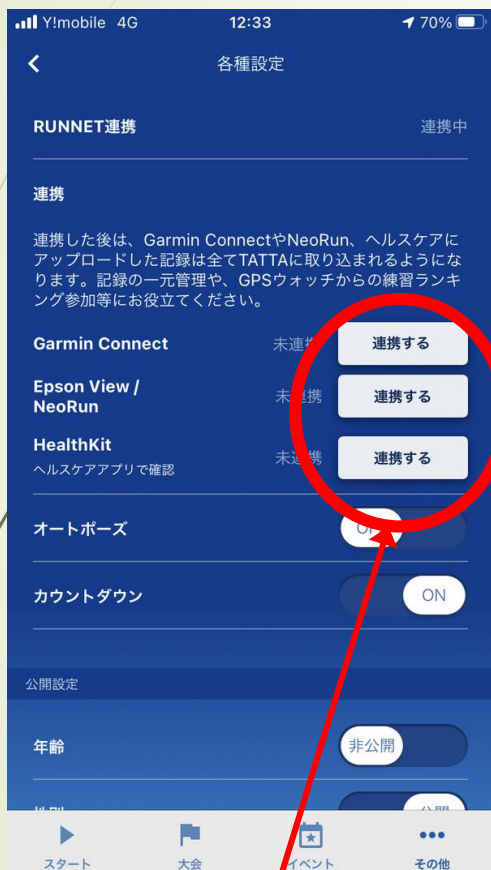 Y!mobile 4G 12:33 70%
各種設定
RUNNET連携 連携中
連携
連携した後は、Garmin ConnectやNeoRun、ヘルスケアに
アップロードした記録は全てTATTAに取り込まれるようにな
ります。記録の一元管理や、GPSウォッチからの練習ランキ
ング参加等にお役立てください。
Garmin Connect 未連携 連携する
Epson View /
NeoRun 未連携 連携する
HealthKit 未連携 連携する
ヘルスケアアプリで確認
オートポーズ
カウントダウン ON
公開設定
年齢 非公開
スタート 大会 イベント その他